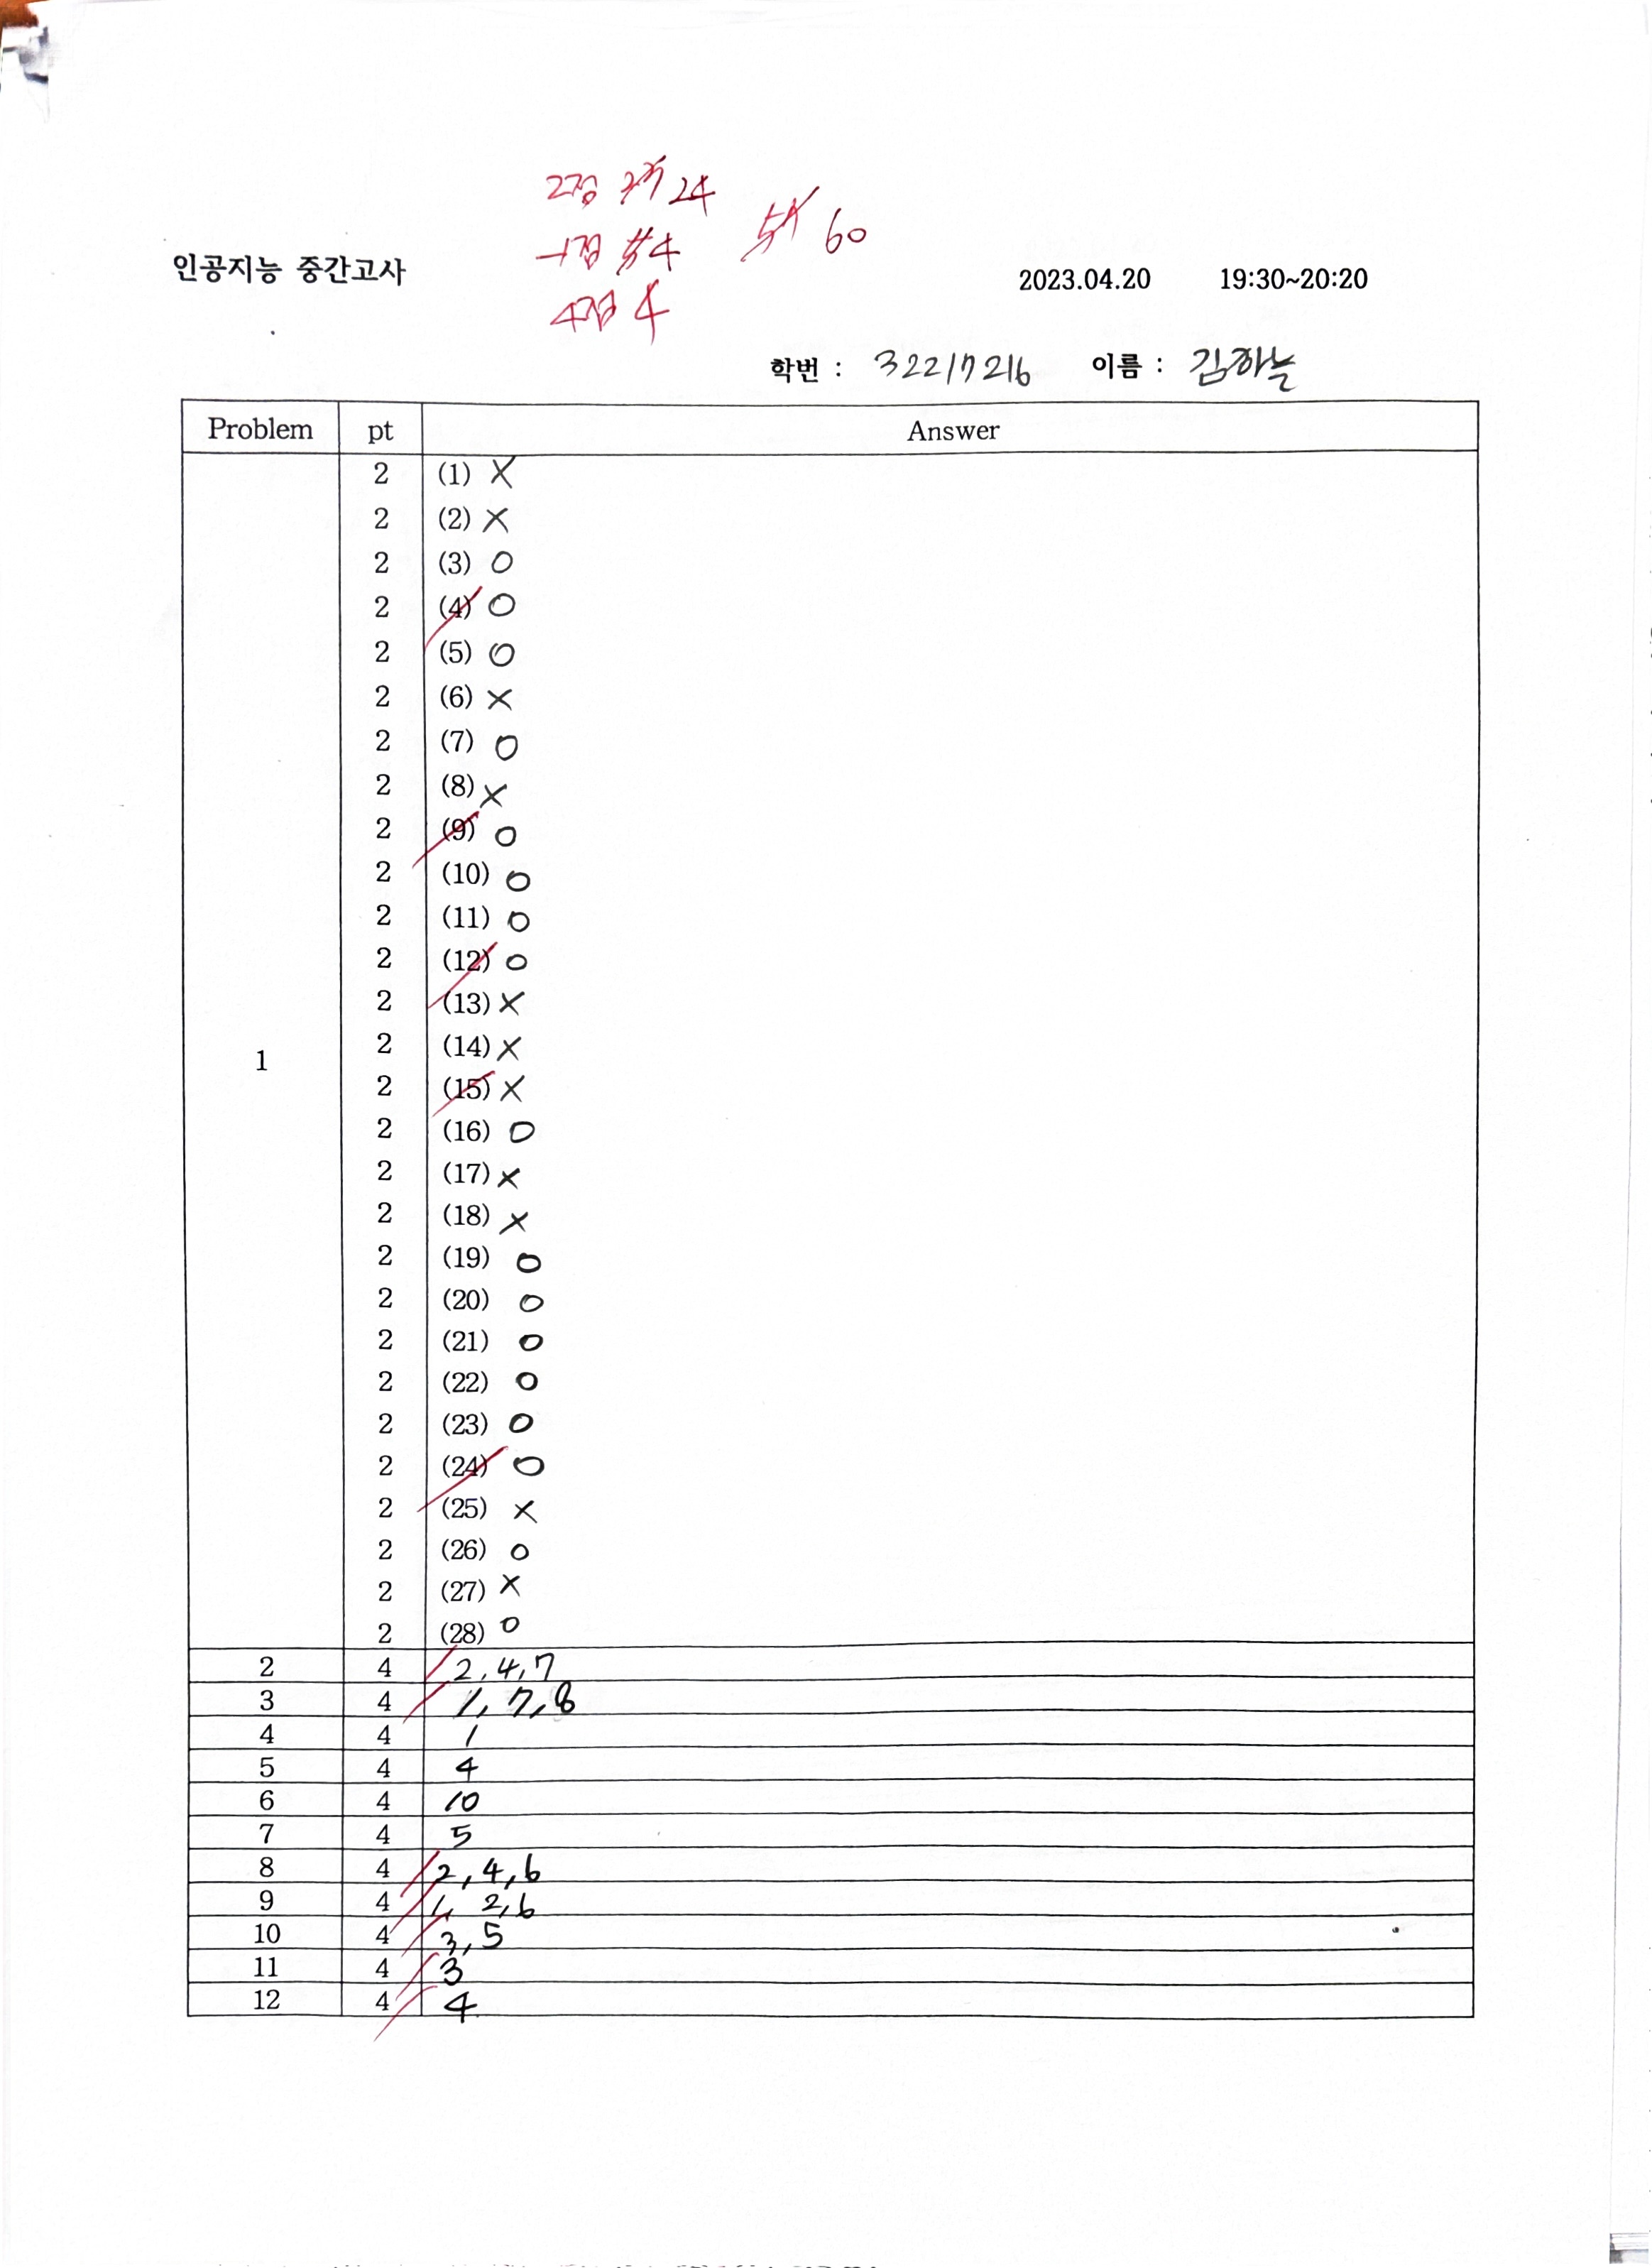 2점 24
인공지능 중간고사
-1점 4 60
2023.04.20 19:30~20:20
4점 4
학번 : 32217216 이름 : 김하늘
Problem pt Answer
2 (1) X
2 (2) X
2 (3) O
2 (4) O
2 (5) O
2 (6) X
2 (7) O
2 (8) X
2 (9) O
2 (10) O
2 (11) O
2 (12) O
2 (13) X
2 (14) X
1
2 (15) X
2 (16) O
2 (17) X
2 (18) X
2 (19) O
2 (20) O
2 (21) O
2 (22) O
2 (23) O
2 (24) O
2 (25) X
2 (26) O
2 (27) X
2 (28) O
2 4 2, 4, 7
3 4 1, 7, 8
4 4 1
5 4 4
6 4 10
7 4 5
8 4 2, 4, 6
9 4 1, 2, 6
10 4 3, 5
11 4 3
12 4 4